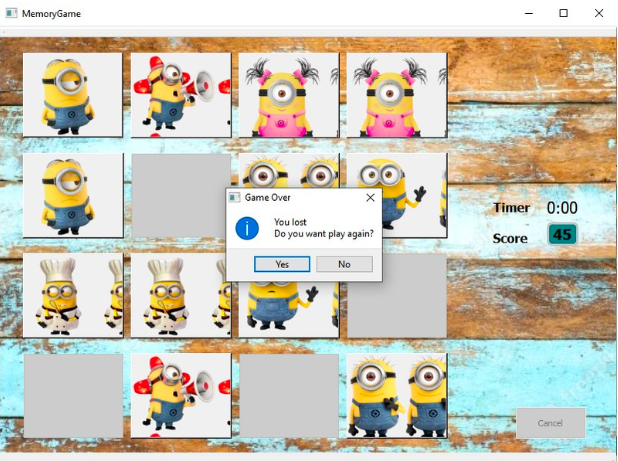 MemoryGame
Game Over
You lost
Do you want play again?
Yes
No
Timer 0:00
Score 45
Cancel